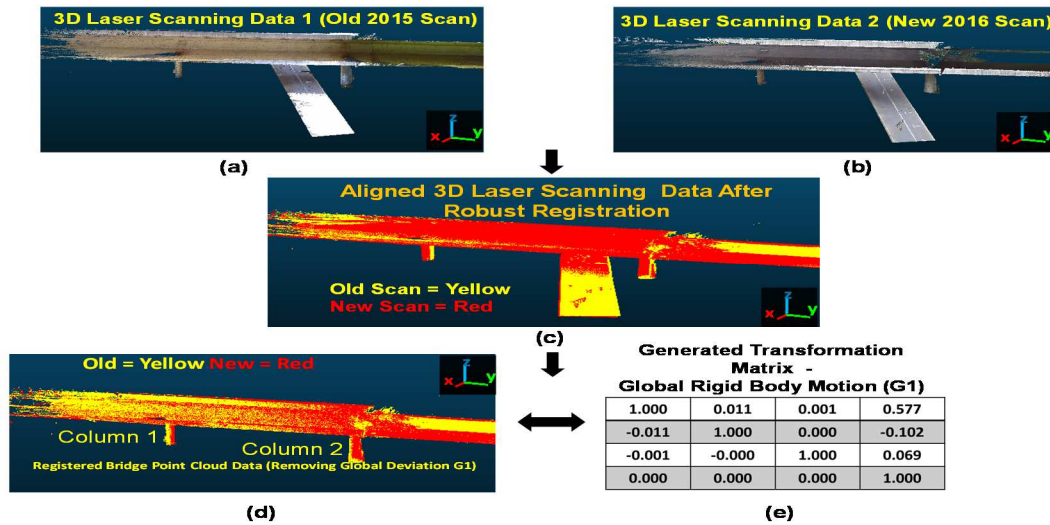 3D Laser Scanning Data 1 (Old 2015 Scan)
z
x
y
(a)
3D Laser Scanning Data 2 (New 2016 Scan)
z
x
y
(b)
Aligned 3D Laser Scanning Data After
Robust Registration
Old Scan = Yellow
New Scan = Red
z
x
y
(c)
Old = Yellow New = Red
z
x
y
Column 1
Column 2
Registered Bridge Point Cloud Data (Removing Global Deviation G1)
(d)
Generated Transformation
Matrix -
Global Rigid Body Motion (G1)
1.000 0.011 0.001 0.577
-0.011 1.000 0.000 -0.102
-0.001 -0.000 1.000 0.069
0.000 0.000 0.000 1.000
(e)